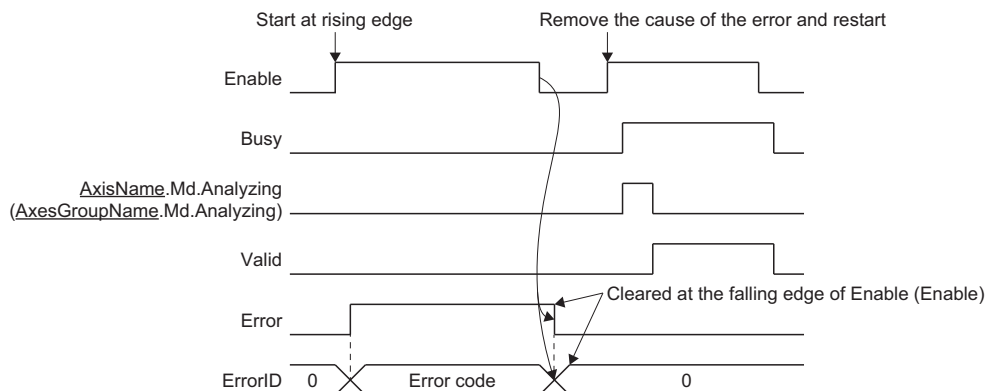 Start at rising edge
Remove the cause of the error and restart
Enable
Busy
AxisName.Md.Analyzing
(AxesGroupName.Md.Analyzing)
Valid
Cleared at the falling edge of Enable (Enable)
Error
ErrorID 0 Error code 0